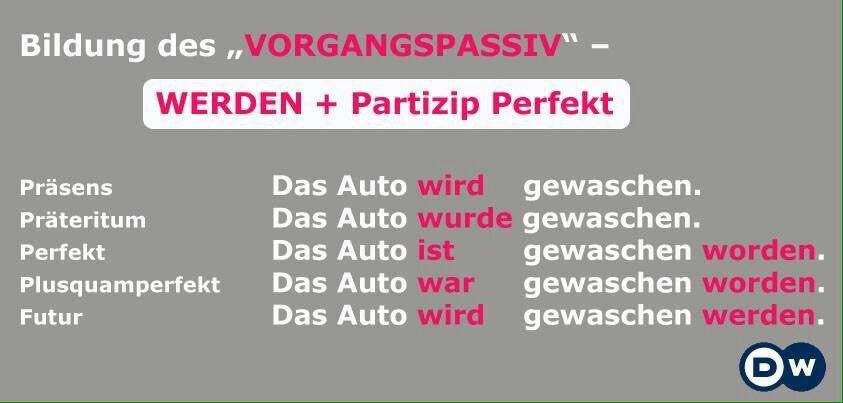 Bildung des „VORGANGSPASSIV“ –
WERDEN + Partizip Perfekt
Präsens Das Auto wird gewaschen.
Präteritum Das Auto wurde gewaschen.
Perfekt Das Auto ist gewaschen worden.
Plusquamperfekt Das Auto war gewaschen worden.
Futur Das Auto wird gewaschen werden.
DW